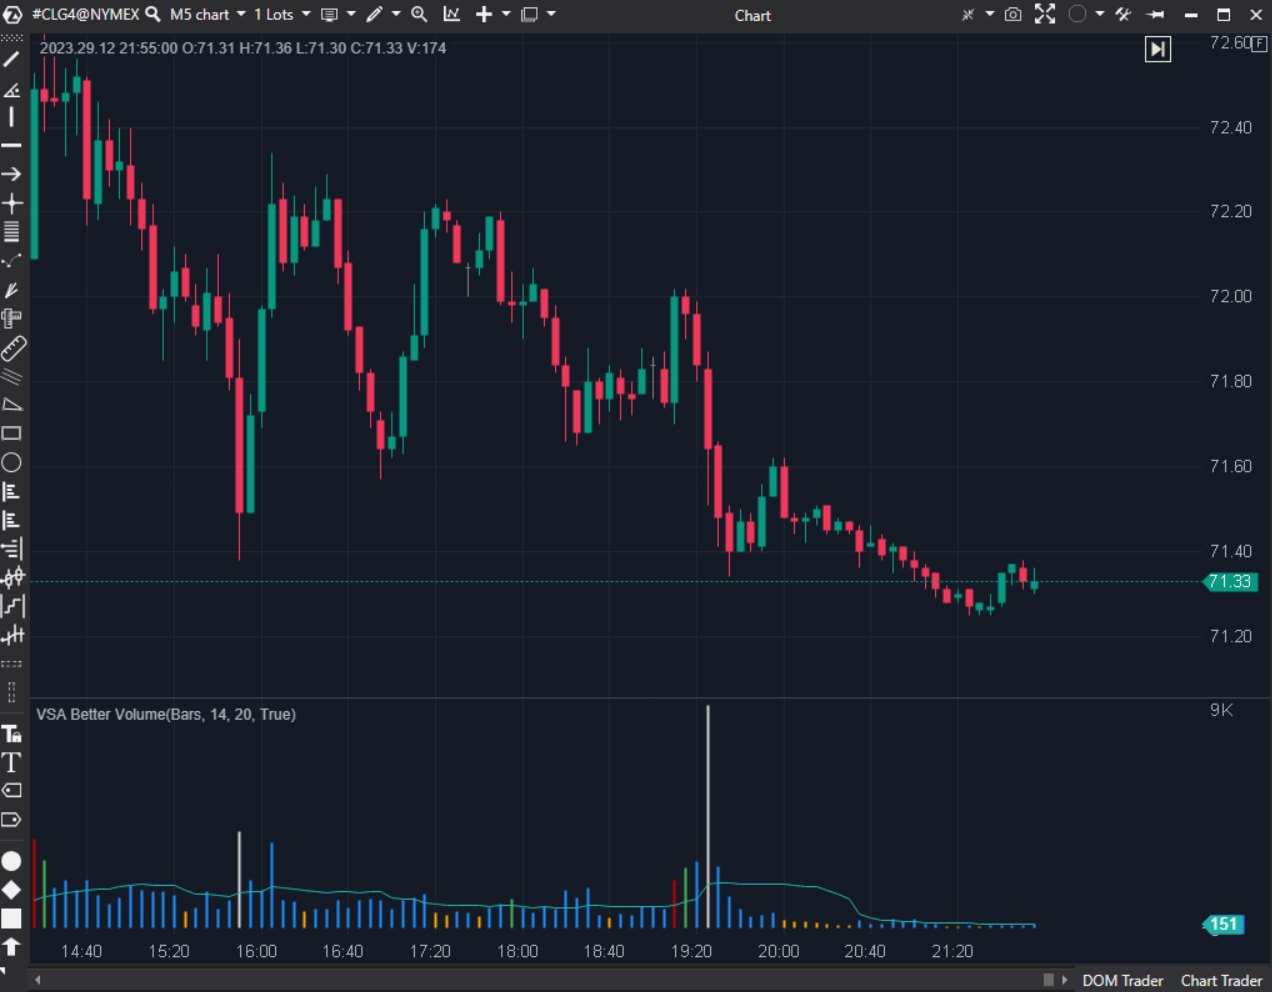 #CLG4@NYMEX M5 chart 1 Lots Chart
2023.29.12 21:55:00 O:71.31 H:71.36 L:71.30 C:71.33 V:174
72.60 F
72.40
72.20
72.00
71.80
71.60
71.40
71.33
71.20
VSA Better Volume(Bars, 14, 20, True)
9K
151
14:40 15:20 16:00 16:40 17:20 18:00 18:40 19:20 20:00 20:40 21:20
DOM Trader Chart Trader